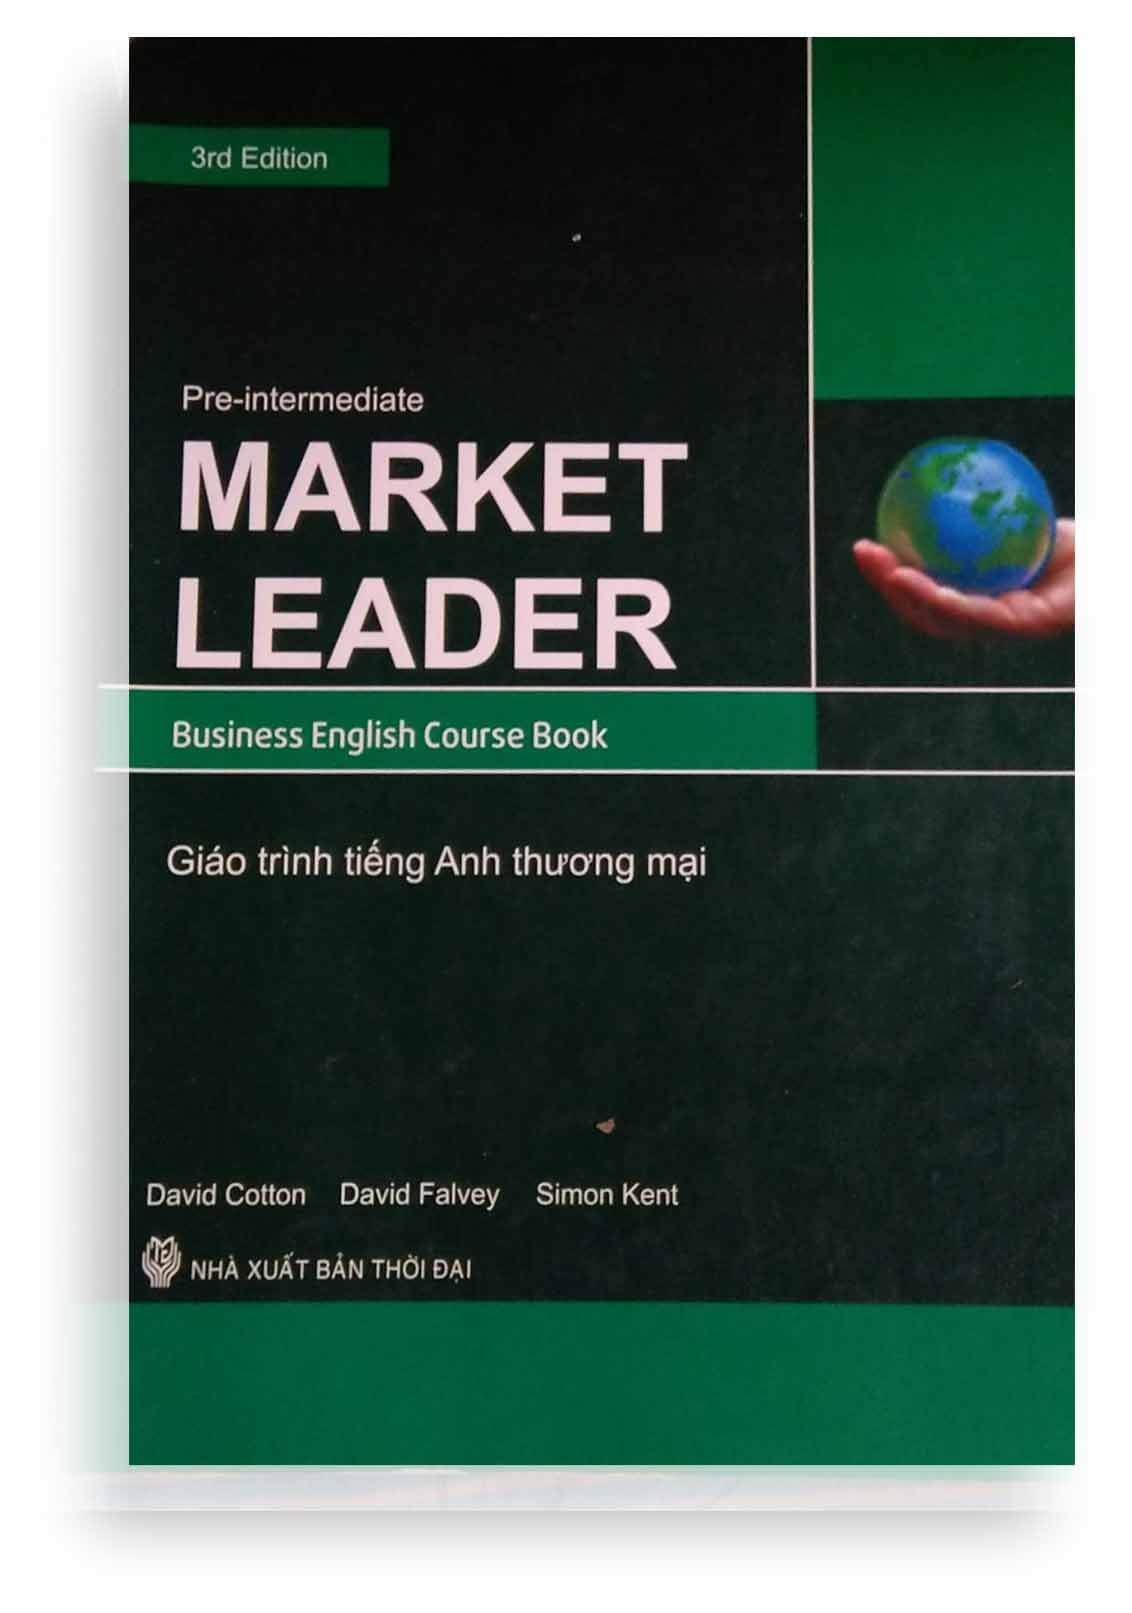 3rd Edition
Pre-intermediate
MARKET
LEADER
Business English Course Book
Giáo trình tiếng Anh thương mại
David Cotton David Falvey Simon Kent
NHÀ XUẤT BẢN THỜI ĐẠI